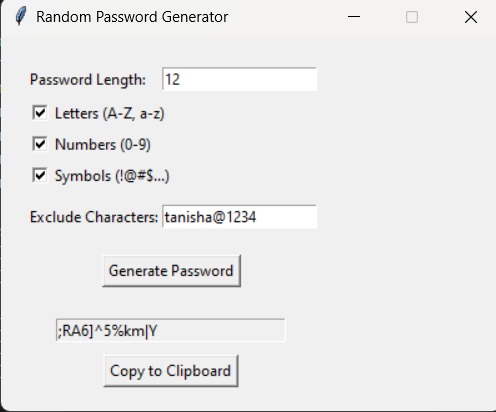 Random Password Generator
Password Length: 12
Letters (A-Z, a-z)
Numbers (0-9)
Symbols (!@#$...)
Exclude Characters: tanisha@1234
Generate Password
;RA6]^5%km|Y
Copy to Clipboard